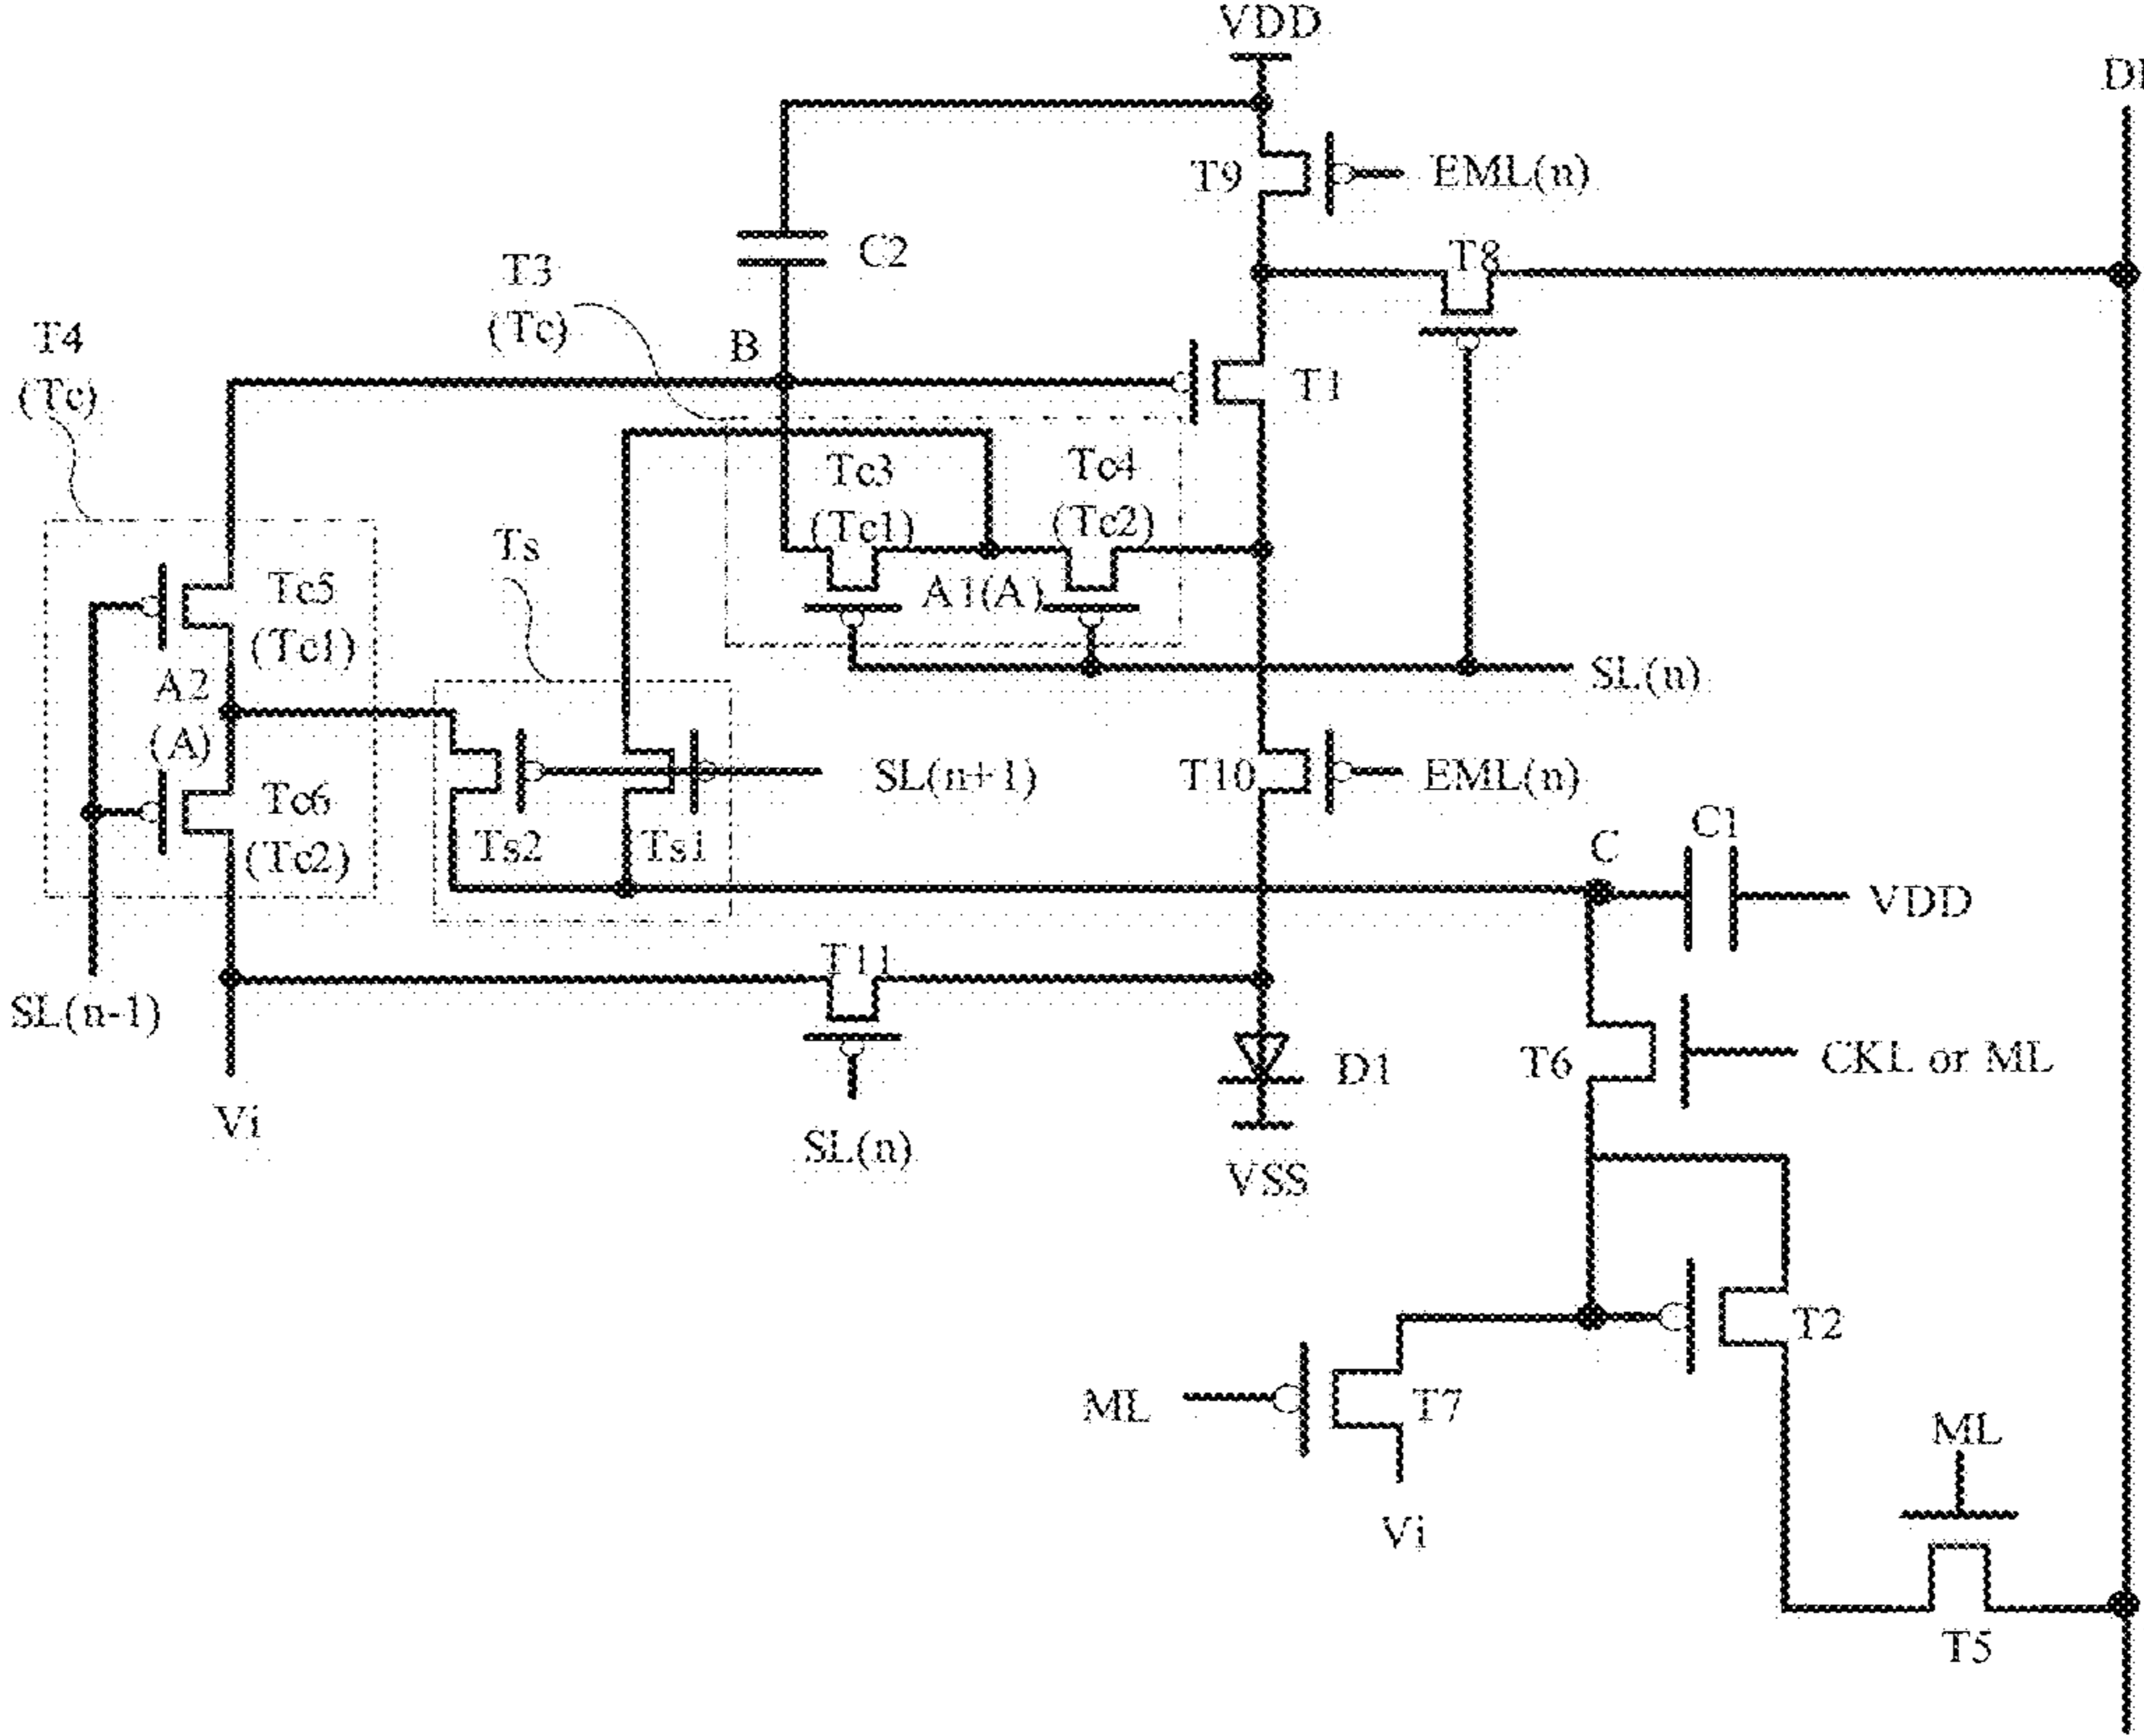 VDD
DL
T9
EML(n)
T8
C2
T3
(Tc)
T4
(Tc)
B
T1
Tc3
(Tc1)
Tc4
(Tc2)
Ts
A1(A)
Tc5
(Tc1)
SL(n)
A2
(A)
SL(n+1)
T10
EML(n)
Tc6
(Tc2)
Ts2
Ts1
C
C1
VDD
T11
SL(n-1)
T6
CKL or ML
D1
Vi
SL(n)
VSS
T2
ML
T7
ML
Vi
T5